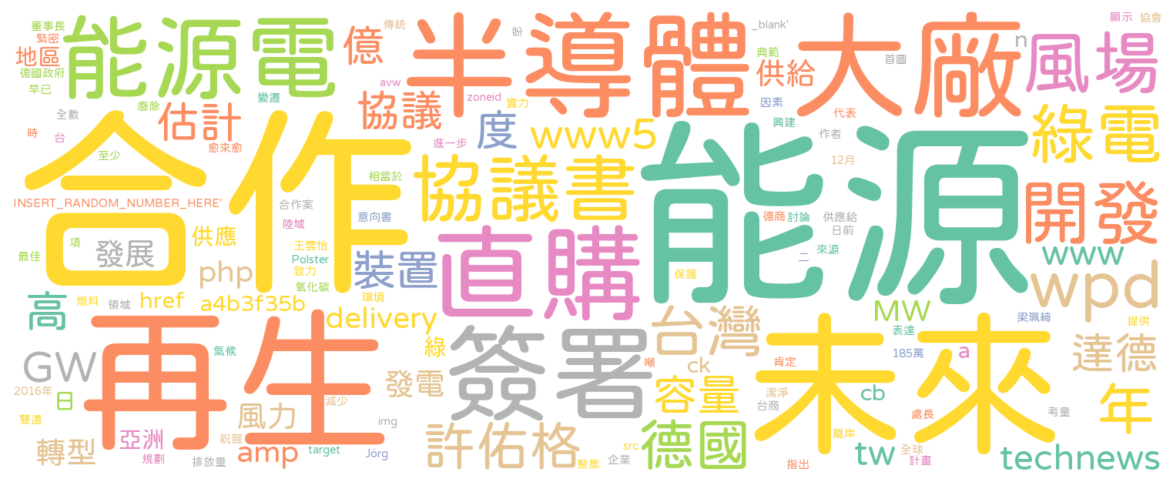 董事長
緊密
地區
德國政府
早已
能源電
傳統
億
半導體
盼
_blank'
大廠
n
顯示
協會
風場
首圖
典範
供給
全數
廢除
變遷
avw
zoneid
實力
協議
因素
代表
估計
愈來愈
時
台
至少
進一步
度
www5
興建
作者
12月
綠電
合作
相當於
協議書
能源
開發
INSERT_RANDOM_NUMBER_HERE'
合作案
意向書
陸域
德商
討論
供應給
日前
項
最佳
發展
供應
王雲怡
Polster
致力
氧化碳
裝置
直購
來源
二
www
php
保護
wpd
高
燃料
領域
href
a4b3f35b
環境
delivery
MW
梁珮綺
提供
再生
氣候
綠
簽署
台灣
未來
表達
185萬
a
達德
GW
噸
ck
肯定
2016年
日
風力
減少
發電
容量
潔淨
台商
cb
處長
考量
年
雙邊
祝賀
img
轉型
亞洲
規劃
排放量
amp
target
Jörg
許佑格
聚焦
src
企業
德國
離岸
指出
tw
全球
計畫
technews